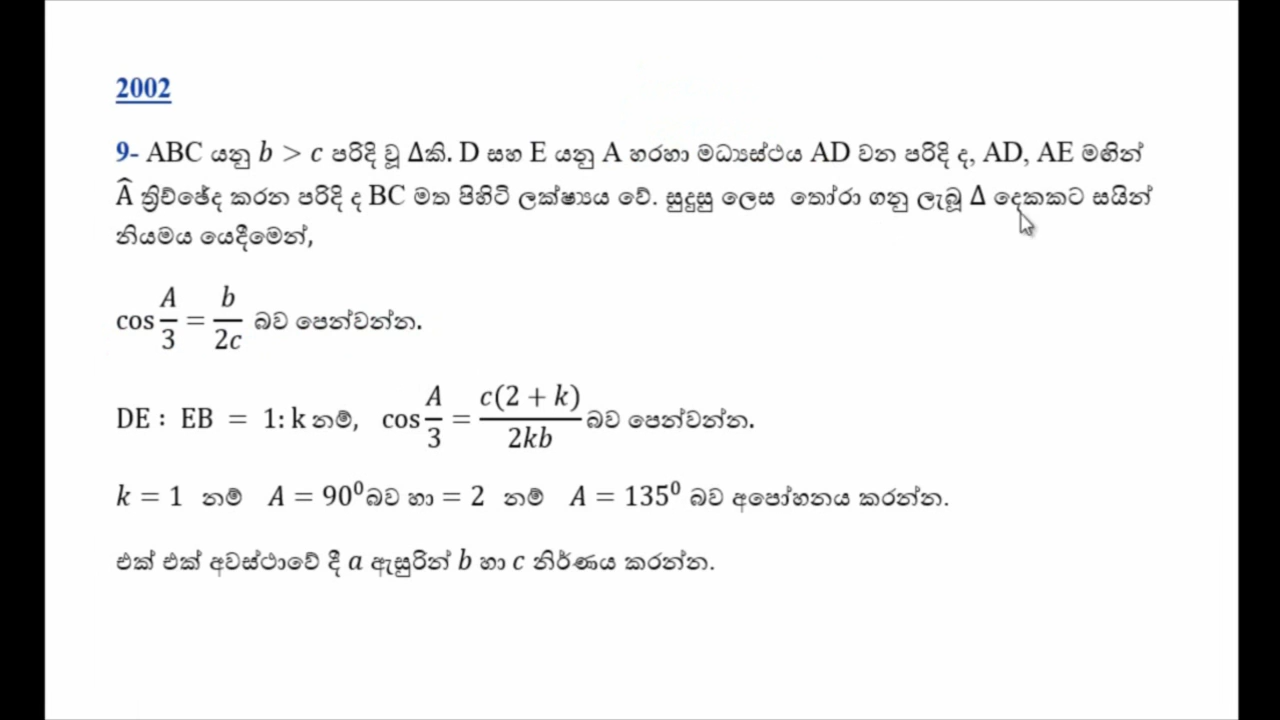 2002
9- ABC යනු b > c පරිදි වූ Δකි. D සහ E යනු A හරහා මධ්‍යස්ථය AD වන පරිදි ද, AD, AE මඟින්
Â ත්‍රිච්ඡේද කරන පරිදි ද BC මත පිහිටි ලක්ෂ්‍යය වේ. සුදුසු ලෙස තෝරා ගනු ලැබූ Δ දෙකකට සයින්
නියමය යෙදීමෙන්,
cos A/3 = b/2c බව පෙන්වන්න.
DE : EB = 1: k නම්, cos A/3 = c(2 + k)/2kb බව පෙන්වන්න.
k = 1 නම් A = 90⁰බව හා = 2 නම් A = 135⁰ බව අපෝහනය කරන්න.
එක් එක් අවස්ථාවේ දී a ඇසුරින් b හා c නිර්ණය කරන්න.